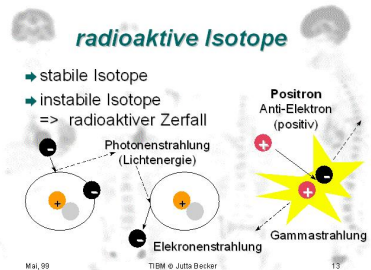 radioaktive Isotope
stabile Isotope
instabile Isotope
=> radioaktiver Zerfall
Positron
Anti-Elektron
(positiv)
Photonenstrahlung
(Lichtenergie)
-
+
-
+
-
+
-
+
Elekronenstrahlung
Gammastrahlung
Mai, 99
TIBM © Jutta Becker
13